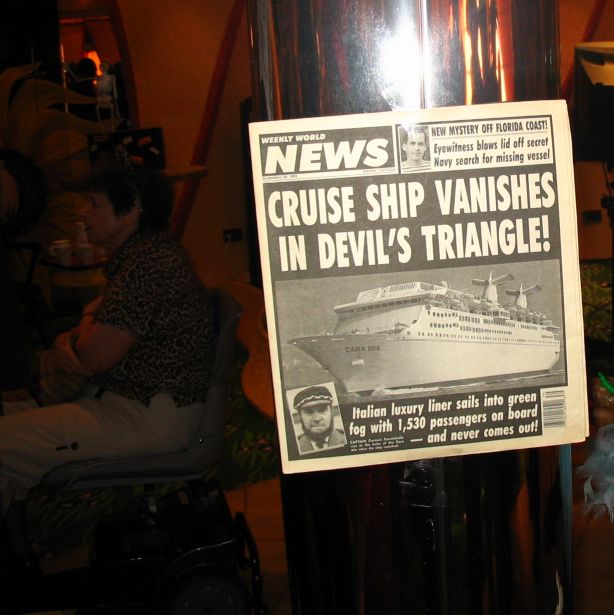 WEEKLY WORLD
NEWS
NEW MYSTERY OFF FLORIDA COAST!
Eyewitness blows lid off secret
Navy search for missing vessel
CRUISE SHIP VANISHES
IN DEVIL'S TRIANGLE!
CARA MIA
Italian luxury liner sails into green
fog with 1,530 passengers on board
— and never comes out!